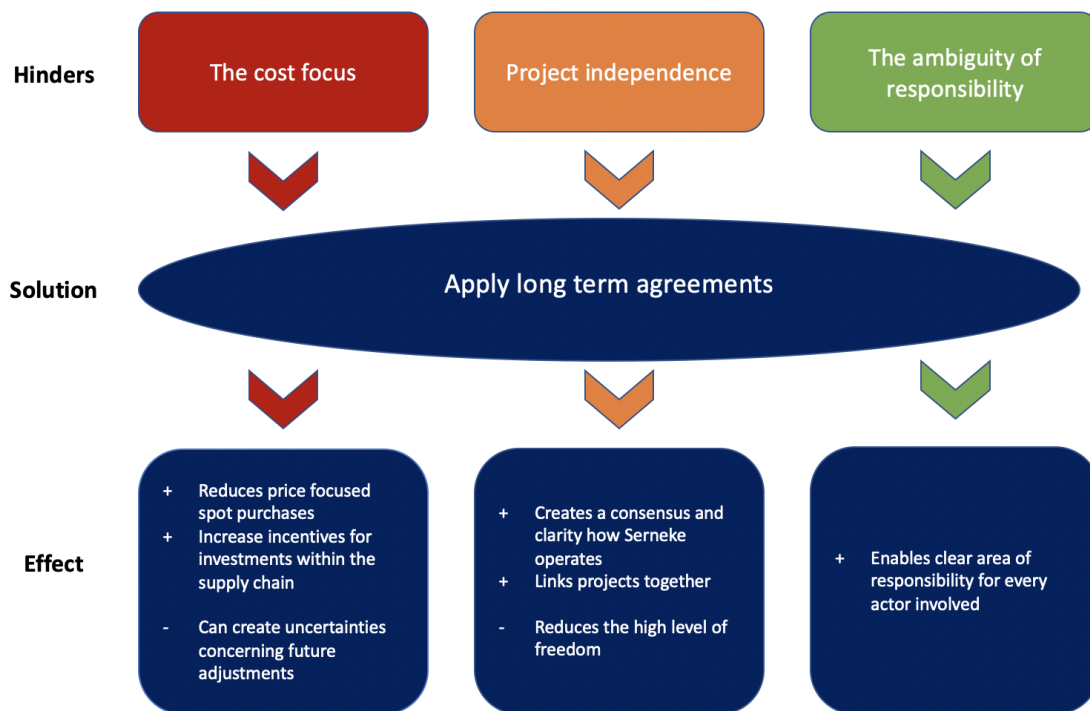 Hinders
The cost focus
Project independence
The ambiguity of
responsibility
Solution
Apply long term agreements
Effect
+ Reduces price focused
spot purchases
+ Increase incentives for
investments within the
supply chain
- Can create uncertainties
concerning future
adjustments
+ Creates a consensus and
clarity how Serneke
operates
+ Links projects together
- Reduces the high level of
freedom
+ Enables clear area of
responsibility for every
actor involved